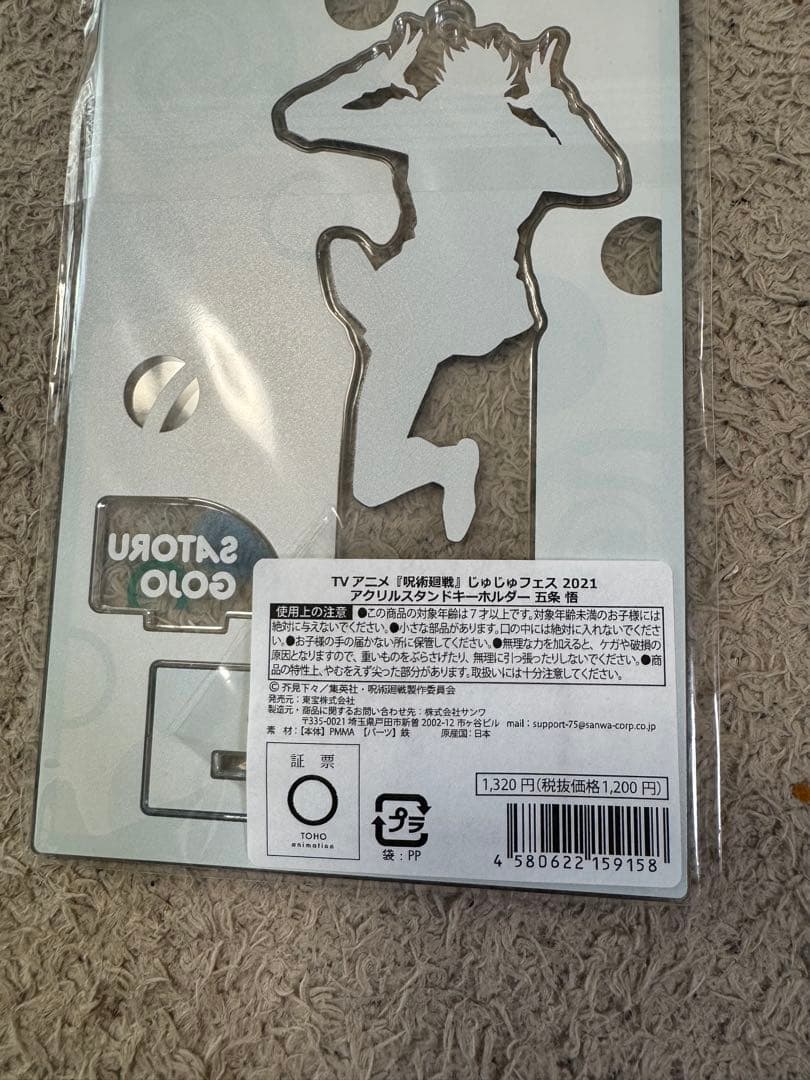 SATORU
GOJO
TV アニメ『呪術廻戦』じゅじゅフェス 2021
アクリルスタンドキーホルダー 五条 悟
使用上の注意 ●この商品の対象年齢は７才以上です。対象年齢未満のお子様には
絶対に与えないでください。●小さな部品があります。口の中には絶対に入れないでくださ
い。●お子様の手の届かない所に保管してください。●無理な力を加えると、ケガや破損の
原因となりますので、重いものをぶらさげたり、無理に引っ張ったりしないでください。●商
品の特性上、やむをえず尖った部分があります。取扱いには十分注意してください。
© 芥見下々／集英社・呪術廻戦製作委員会
発売元：東宝株式会社
製造元・商品に関するお問い合わせ先：株式会社サンワ
〒335-0021 埼玉県戸田市新曽 2002-12 市ヶ谷ビル mail：support-75@sanwa-corp.co.jp
素 材：【本体】PMMA 【パーツ】鉄 原産国：日本
証 票
TOHO
animation
プラ
袋：PP
1,320 円（税抜価格1,200 円）
4 580622 159158